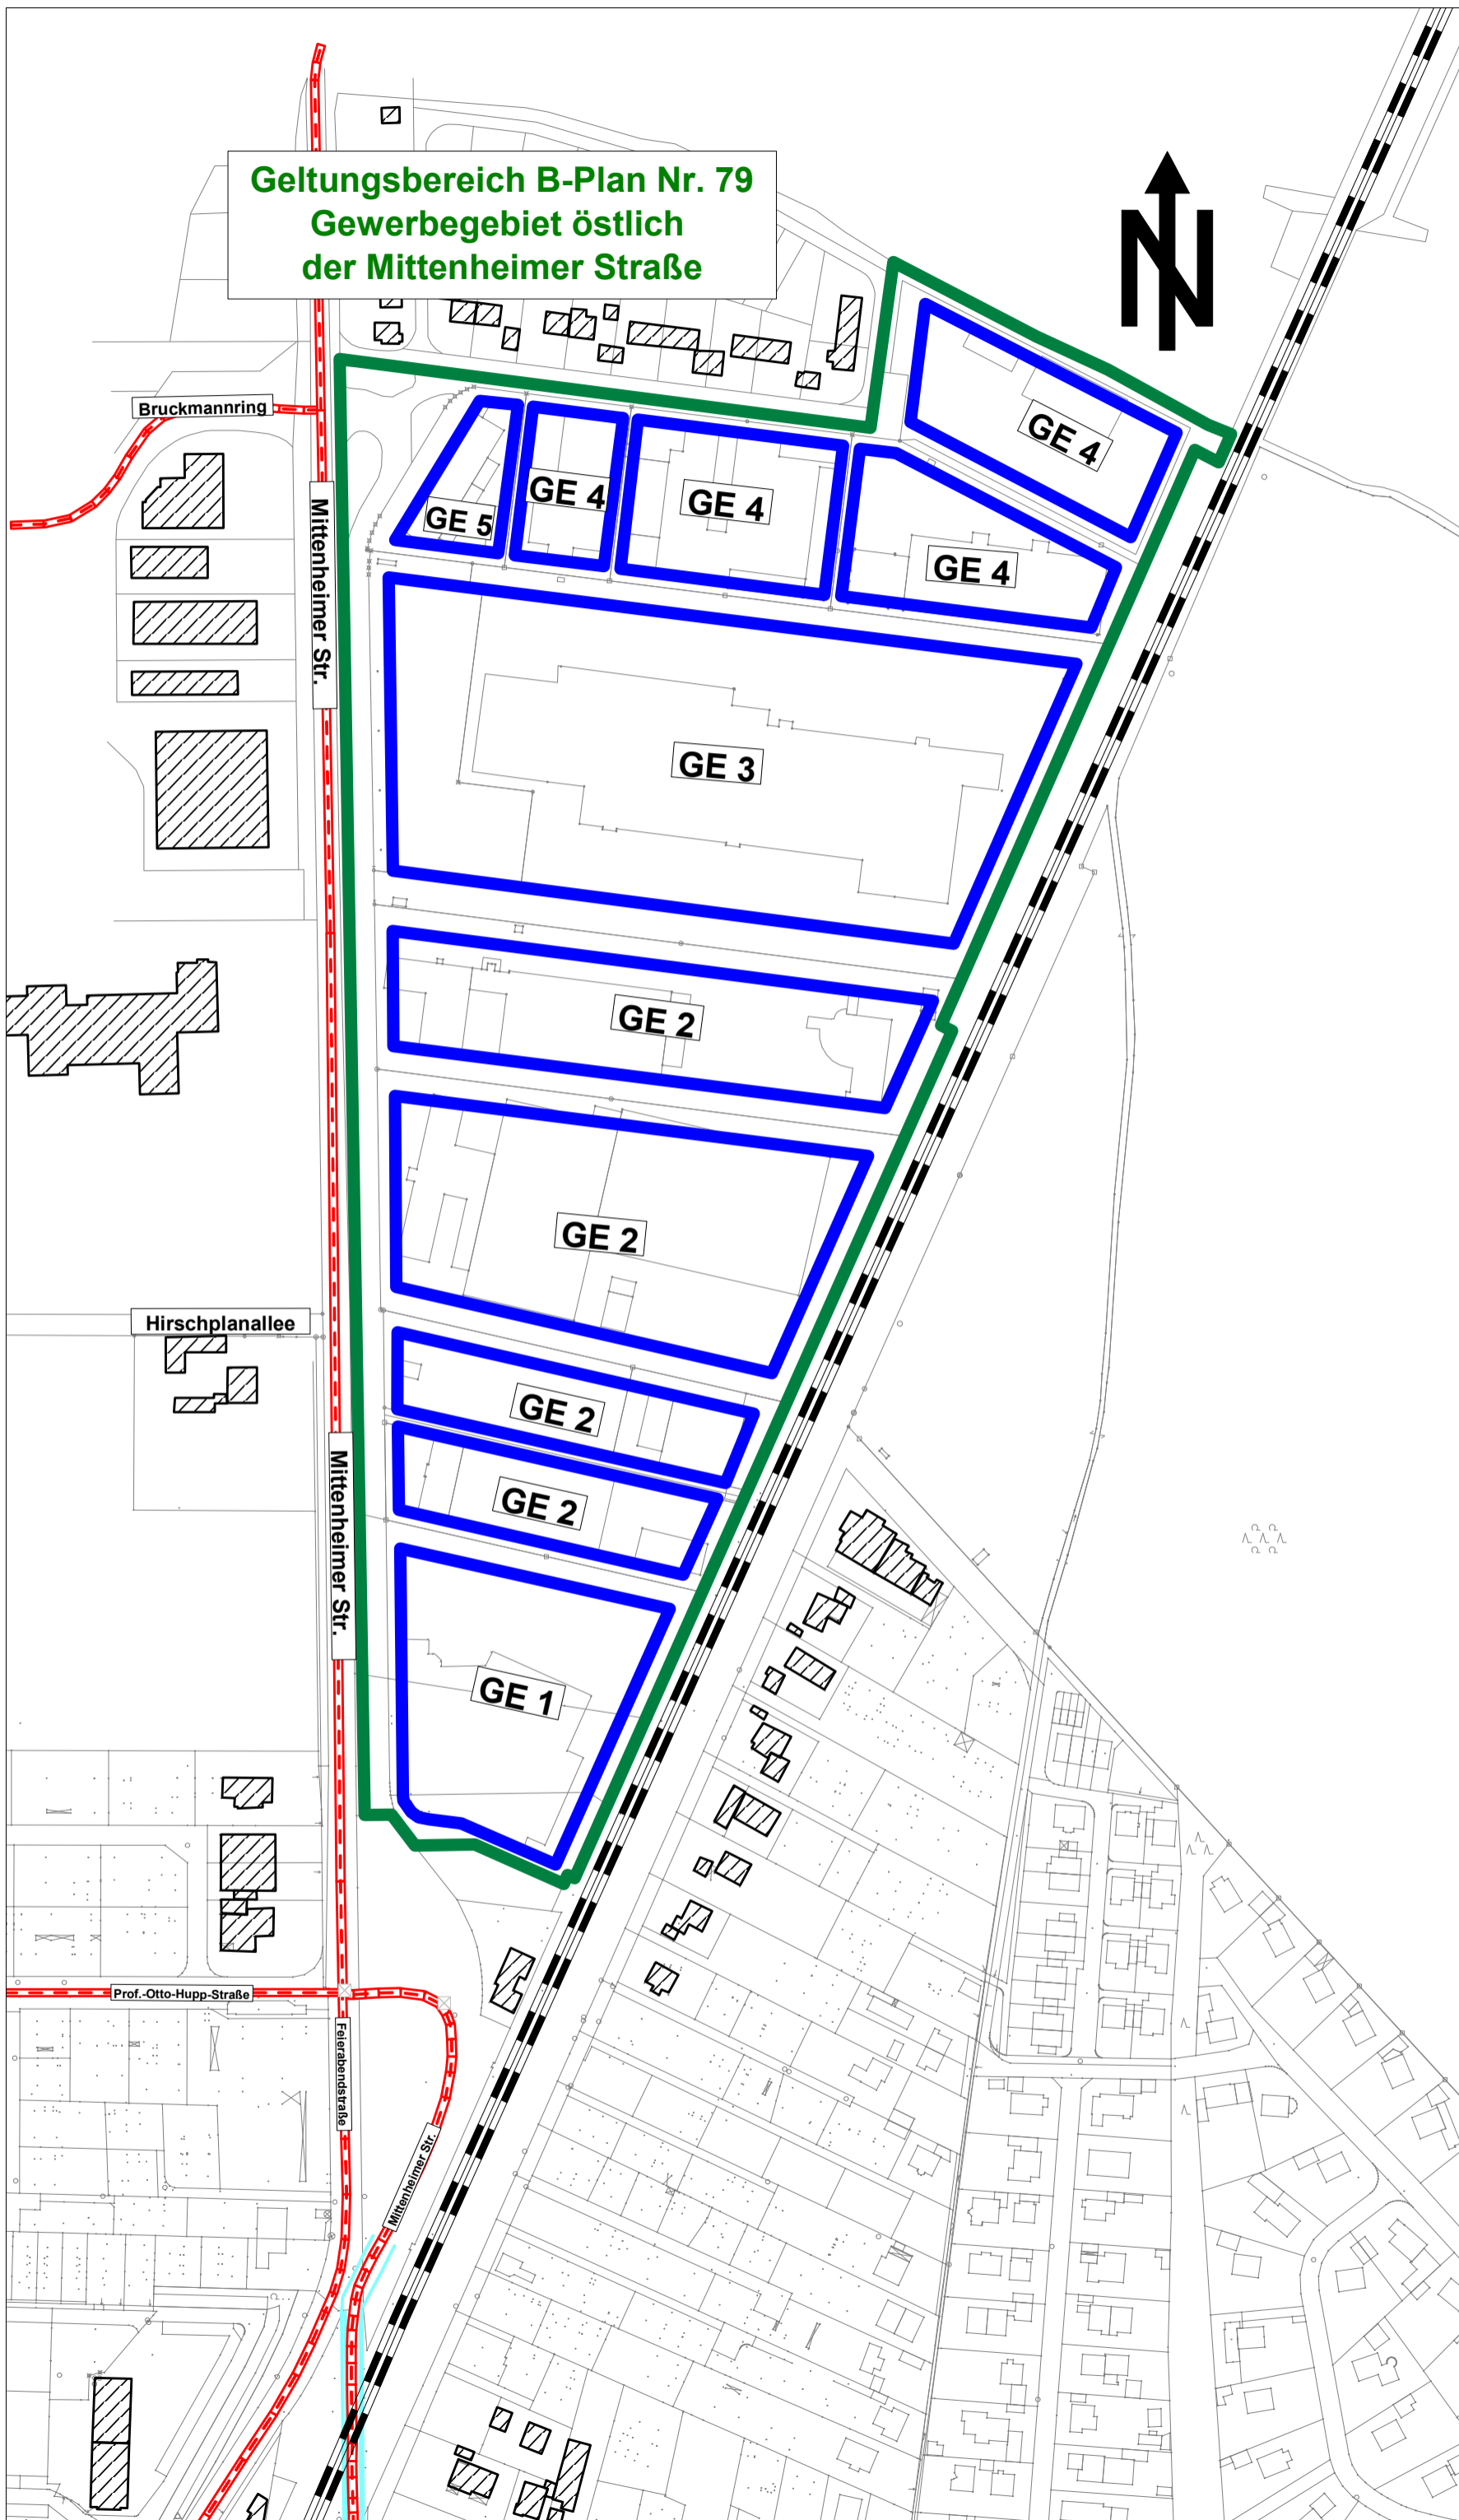 Geltungsbereich B-Plan Nr. 79
Gewerbegebiet östlich
der Mittenheimer Straße
N
Bruckmannring
Mittenheimer Str.
GE 4
GE 5
GE 4
GE 4
GE 4
GE 3
GE 2
GE 2
Hirschplanallee
GE 2
Mittenheimer Str.
GE 2
GE 1
Prof.-Otto-Hupp-Straße
Feierabendstraße
Mittenheimer Str.